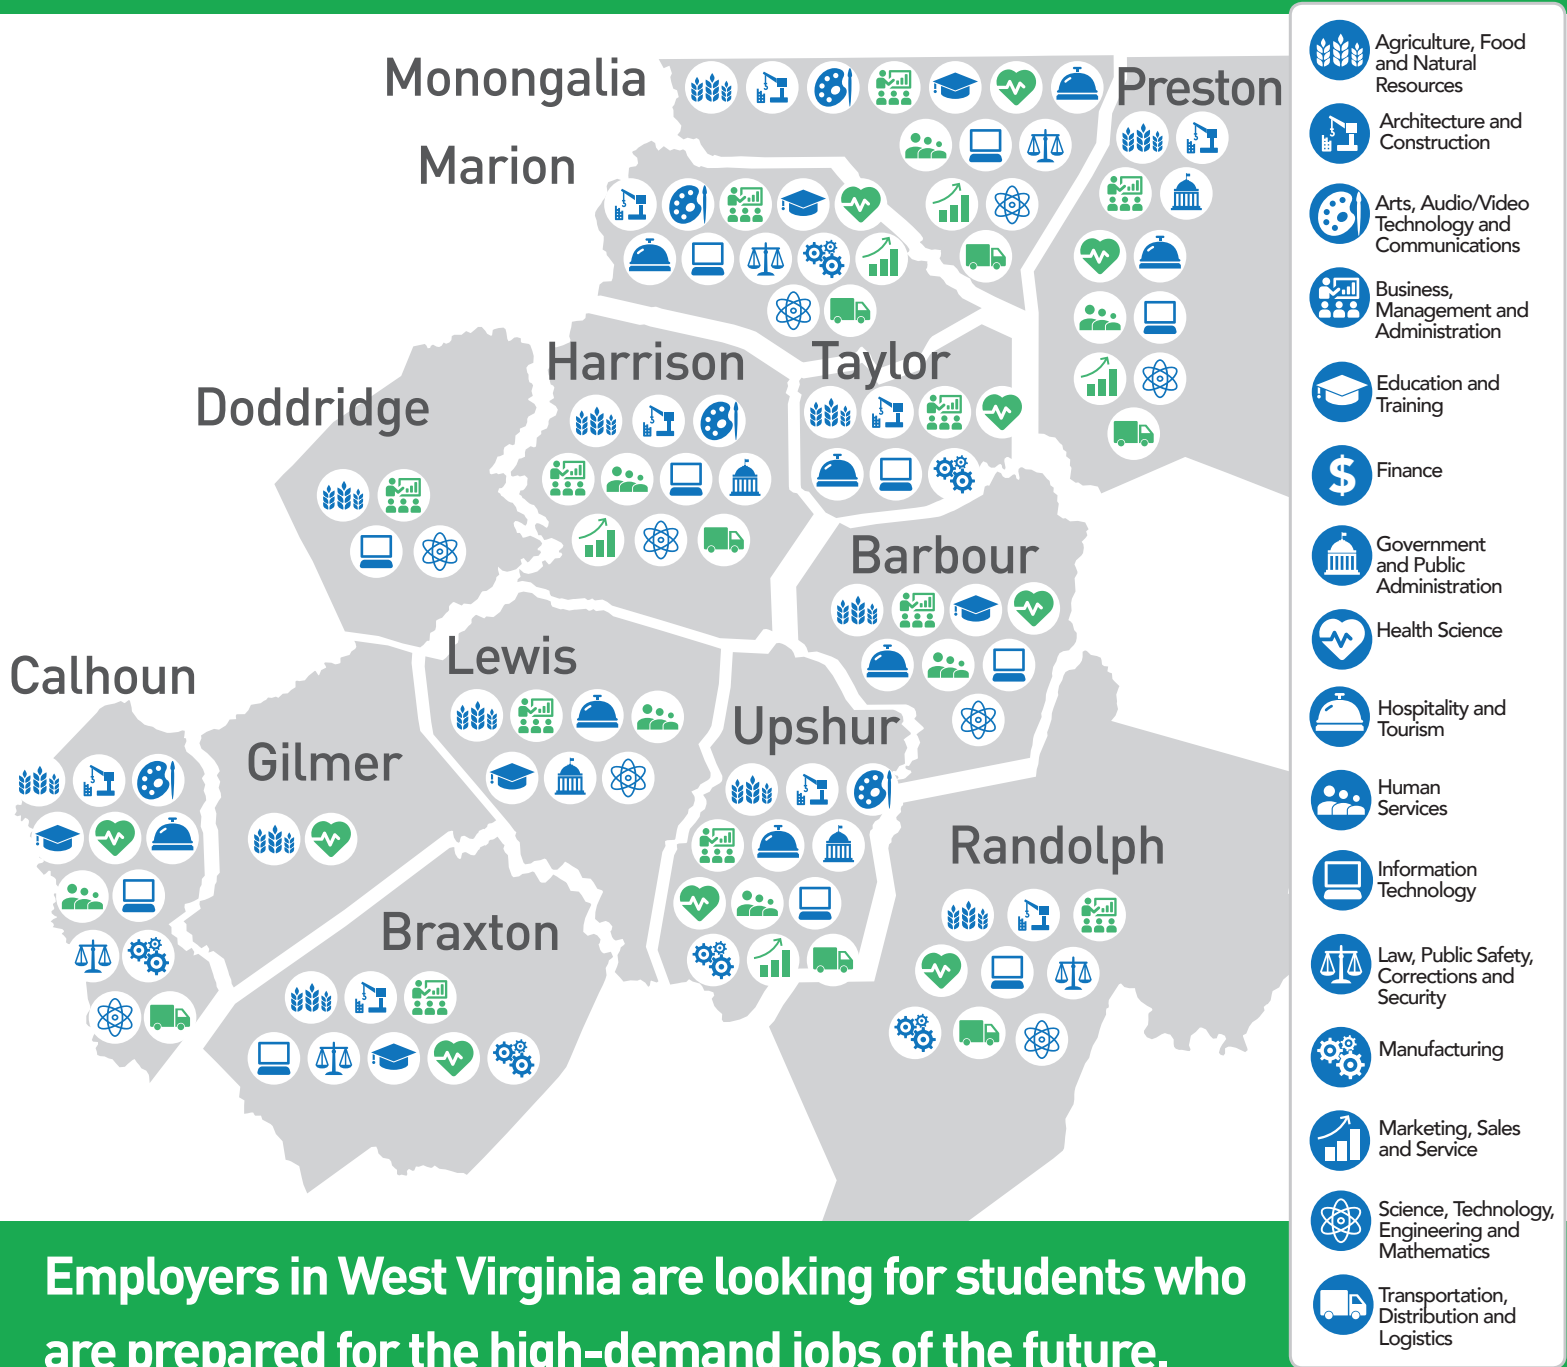 Monongalia
Preston
Marion
Harrison
Taylor
Doddridge
Barbour
Lewis
Calhoun
Upshur
Gilmer
Randolph
Braxton
Agriculture, Food
and Natural
Resources
Architecture and
Construction
Arts, Audio/Video
Technology and
Communications
Business,
Management and
Administration
Education and
Training
$
Finance
Government
and Public
Administration
Health Science
Hospitality and
Tourism
Human
Services
Information
Technology
Law, Public Safety,
Corrections and
Security
Manufacturing
Marketing, Sales
and Service
Science, Technology,
Engineering and
Mathematics
Transportation,
Distribution and
Logistics
Employers in West Virginia are looking for students who
are prepared for the high-demand jobs of the future.